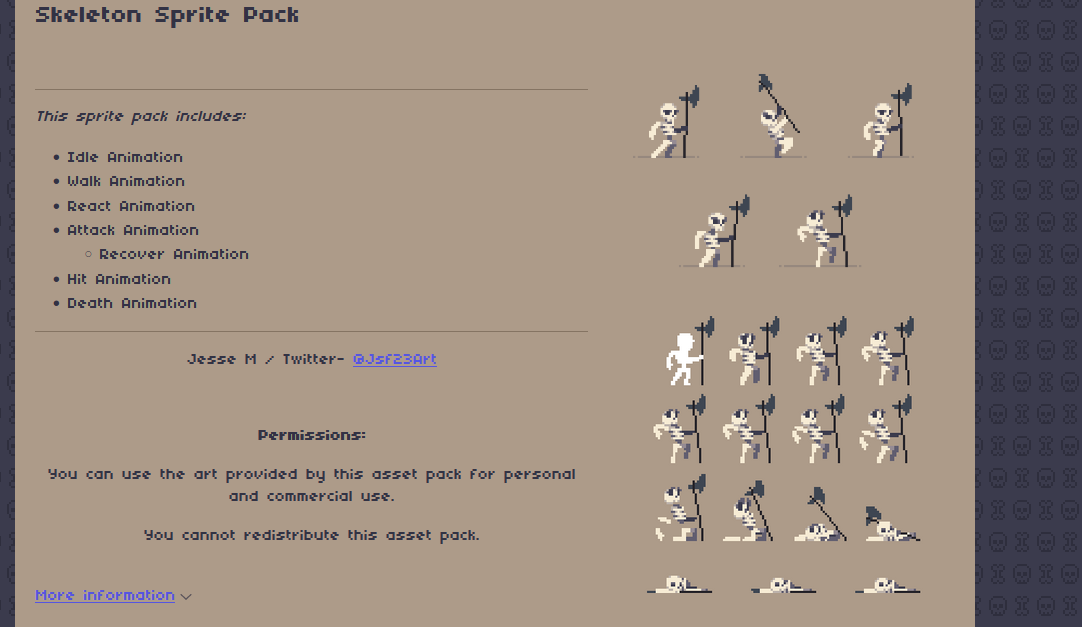 Skeleton Sprite Pack
This sprite pack includes:
Idle Animation
Walk Animation
React Animation
Attack Animation
Recover Animation
Hit Animation
Death Animation
Jesse M / Twitter- @Jsf23Art
Permissions:
You can use the art provided by this asset pack for personal
and commercial use.
You cannot redistribute this asset pack.
More information